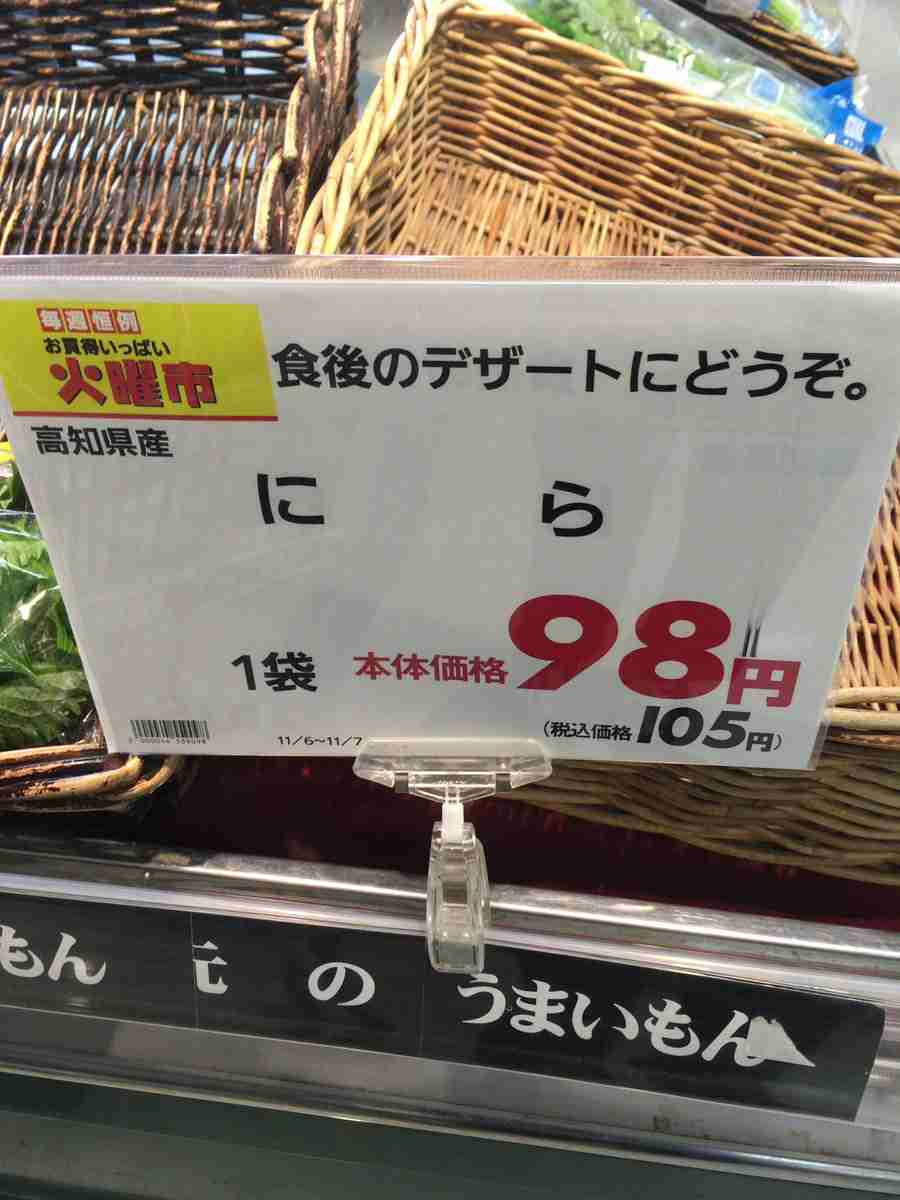 毎週恒例
お買得いっぱい
火曜市
食後のデザートにどうぞ。
高知県産
にら
1袋 本体価格98円
(税込価格105円)
11/6~11/7
もん 元の うまいもん